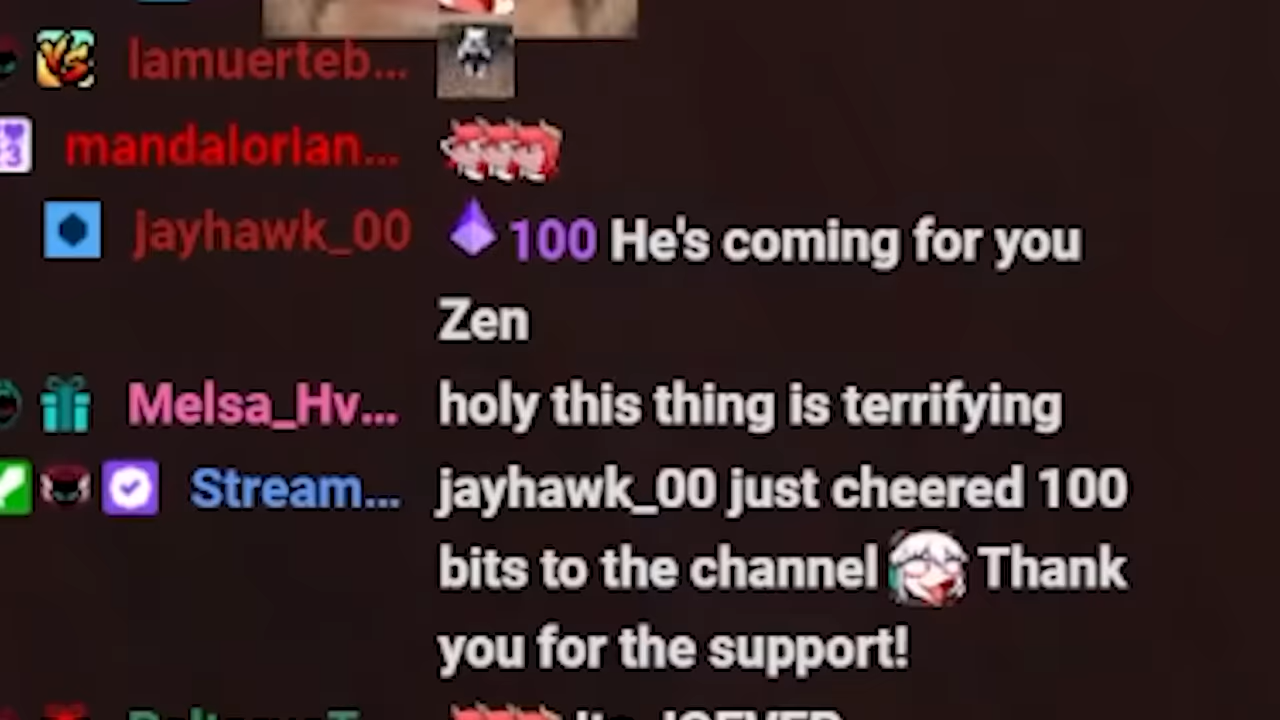 lamuerteb...
mandalorian...
jayhawk_00 100 He's coming for you
Zen
Melsa_Hv... holy this thing is terrifying
Stream... jayhawk_00 just cheered 100
bits to the channel Thank
you for the support!